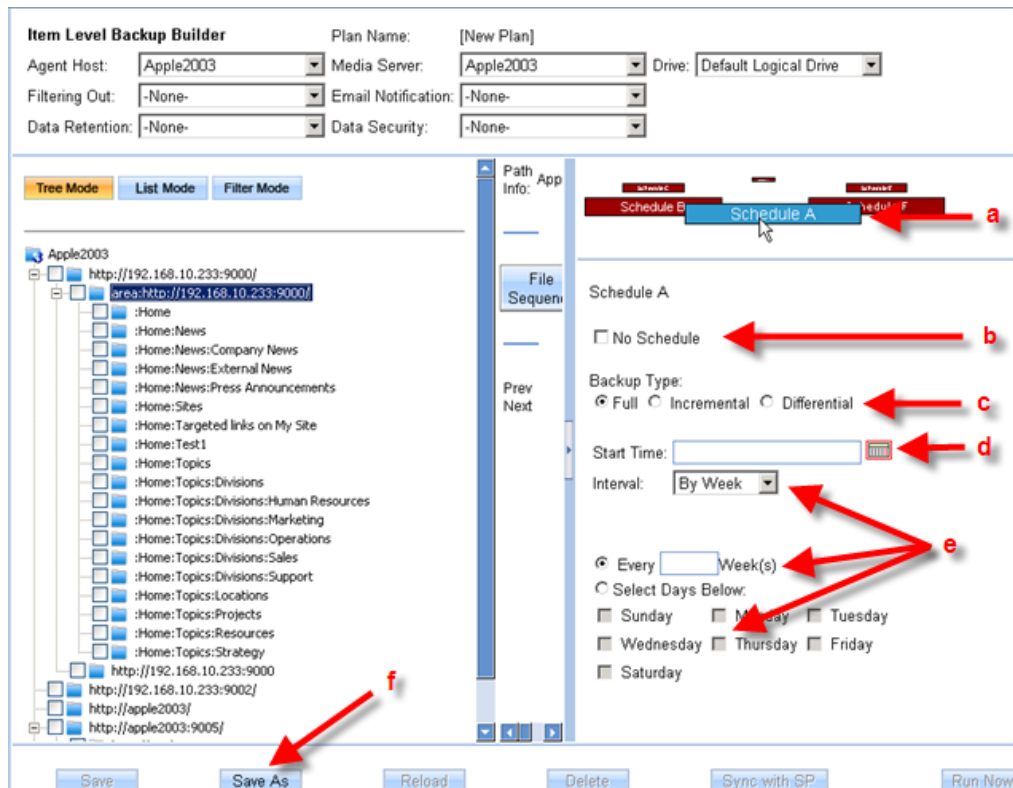 Item Level Backup Builder Plan Name: [New Plan]
Agent Host: Apple2003 Media Server: Apple2003 Drive: Default Logical Drive
Filtering Out: -None- Email Notification: -None-
Data Retention: -None- Data Security: -None-
Tree Mode List Mode Filter Mode
Apple2003
http://192.168.10.233:9000/
area:http://192.168.10.233:9000/
:Home
:Home:News
:Home:News:Company News
:Home:News:External News
:Home:News:Press Announcements
:Home:Sites
:Home:Targeted links on My Site
:Home:Test1
:Home:Topics
:Home:Topics:Divisions
:Home:Topics:Divisions:Human Resources
:Home:Topics:Divisions:Marketing
:Home:Topics:Divisions:Operations
:Home:Topics:Divisions:Sales
:Home:Topics:Divisions:Support
:Home:Topics:Locations
:Home:Topics:Projects
:Home:Topics:Resources
:Home:Topics:Strategy
http://192.168.10.233:9000
http://192.168.10.233:9002/
http://apple2003/
http://apple2003:9005/
Path App
Info:
File
Sequen
Prev
Next
Schedule B Schedule A
a
Schedule A
No Schedule b
Backup Type:
Full Incremental Differential c
Start Time: d
Interval: By Week
e
Every Week(s)
Select Days Below:
Sunday Monday Tuesday
Wednesday Thursday Friday
Saturday
f
Save Save As Reload Delete Sync with SP Run Now